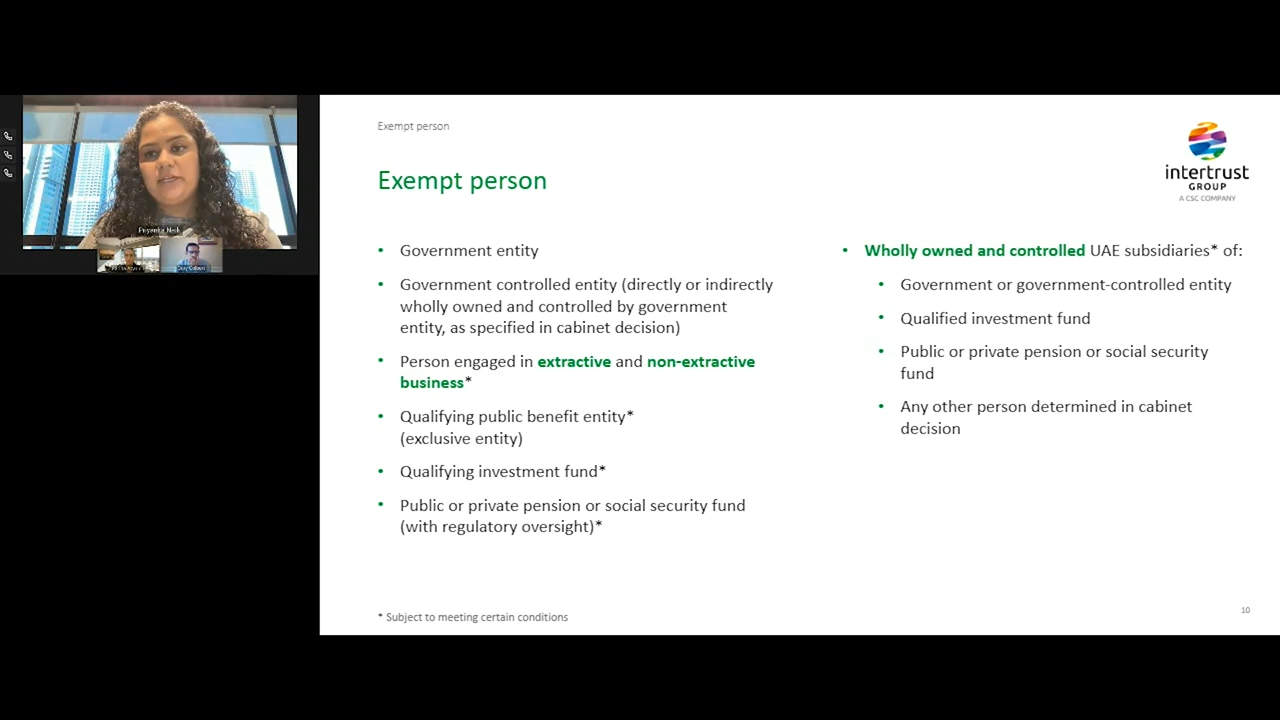 Priyanka Naik
Exempt person
intertrust
GROUP
A CSC COMPANY
Exempt person
• Government entity
• Government controlled entity (directly or indirectly
wholly owned and controlled by government
entity, as specified in cabinet decision)
• Person engaged in extractive and non-extractive
business*
• Qualifying public benefit entity*
(exclusive entity)
• Qualifying investment fund*
• Public or private pension or social security fund
(with regulatory oversight)*
• Wholly owned and controlled UAE subsidiaries* of:
• Government or government-controlled entity
• Qualified investment fund
• Public or private pension or social security
fund
• Any other person determined in cabinet
decision
* Subject to meeting certain conditions
10